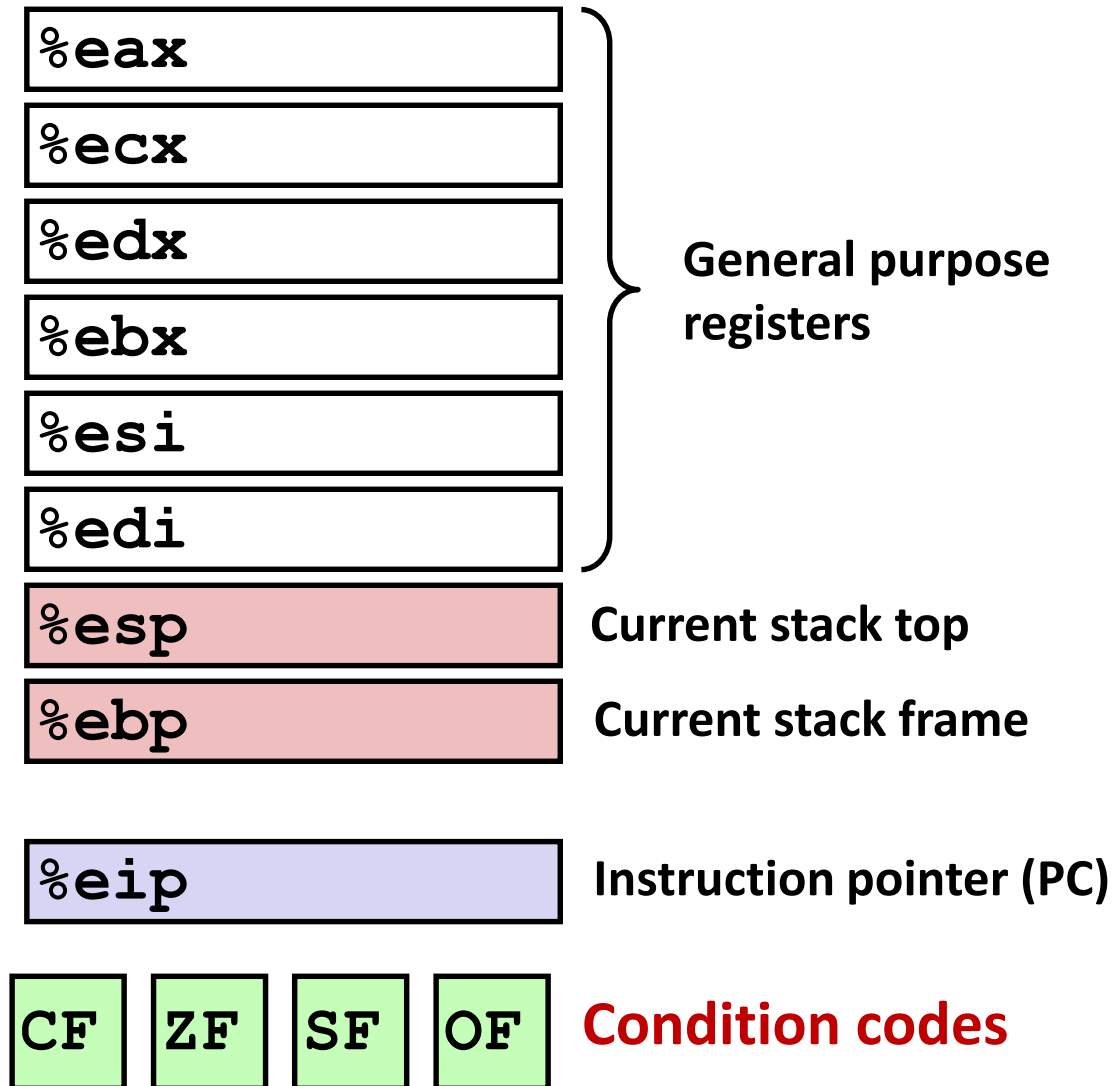 %eax
%ecx
%edx
General purpose
registers
%ebx
%esi
%edi
%esp Current stack top
%ebp Current stack frame
%eip Instruction pointer (PC)
CF ZF SF OF Condition codes